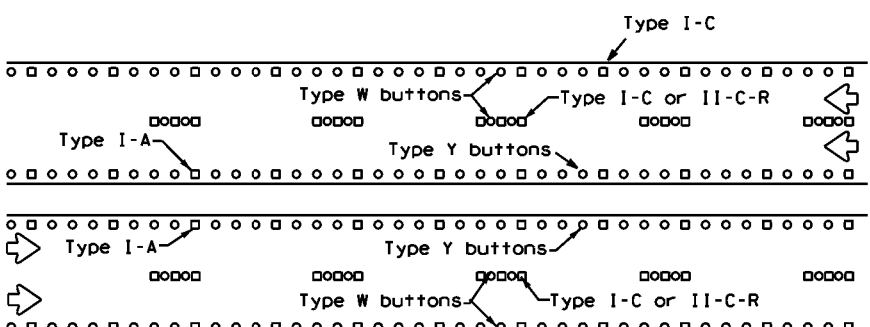 Type I-C
Type W buttons
Type I-C or II-C-R
Type I-A
Type Y buttons
Type I-A
Type Y buttons
Type W buttons
Type I-C or II-C-R